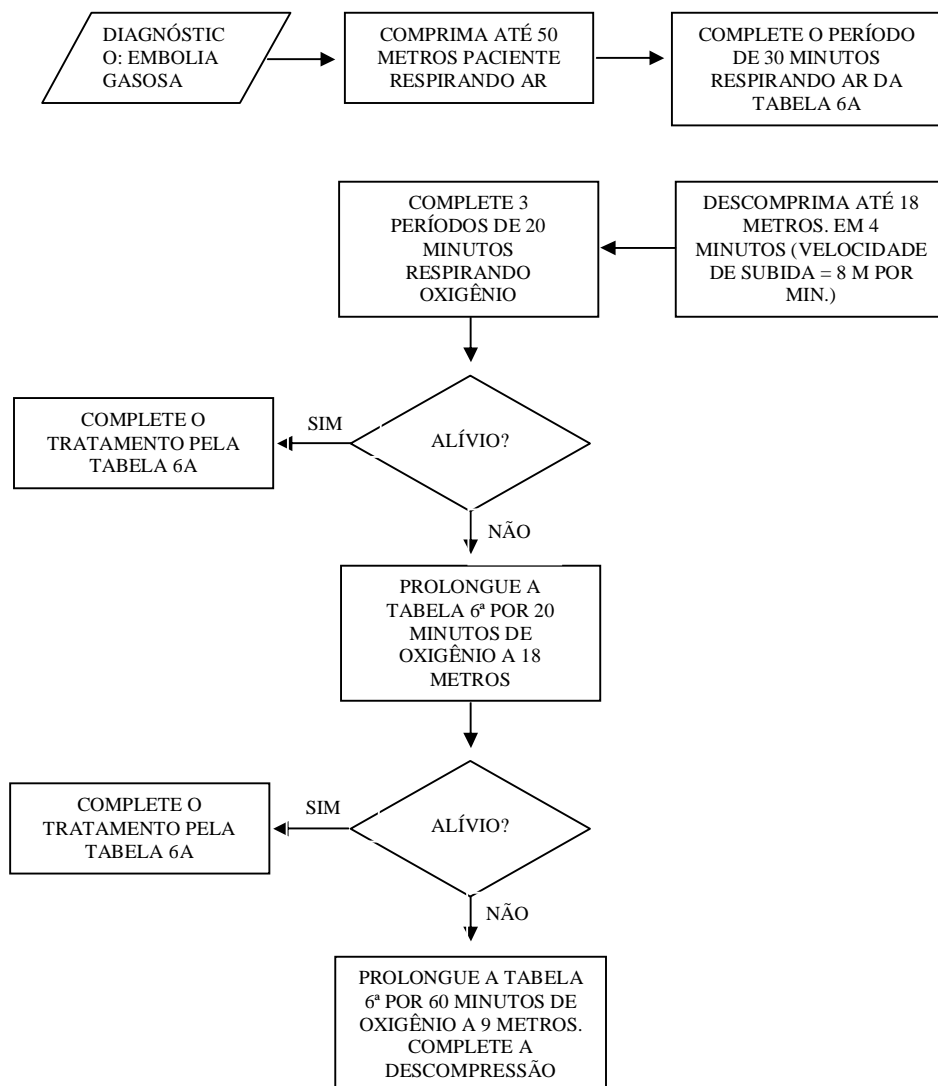 DIAGNÓSTIC
O: EMBOLIA
GASOSA
COMPRIMA ATÉ 50
METROS PACIENTE
RESPIRANDO AR
COMPLETE O PERÍODO
DE 30 MINUTOS
RESPIRANDO AR DA
TABELA 6A
DESCOMPRIMA ATÉ 18
METROS. EM 4
MINUTOS (VELOCIDADE
DE SUBIDA = 8 M POR
MIN.)
COMPLETE 3
PERÍODOS DE 20
MINUTOS
RESPIRANDO
OXIGÊNIO
ALÍVIO?
SIM
COMPLETE O
TRATAMENTO PELA
TABELA 6A
NÃO
PROLONGUE A
TABELA 6ª POR 20
MINUTOS DE
OXIGÊNIO A 18
METROS
ALÍVIO?
SIM
COMPLETE O
TRATAMENTO PELA
TABELA 6A
NÃO
PROLONGUE A TABELA
6ª POR 60 MINUTOS DE
OXIGÊNIO A 9 METROS.
COMPLETE A
DESCOMPRESSÃO